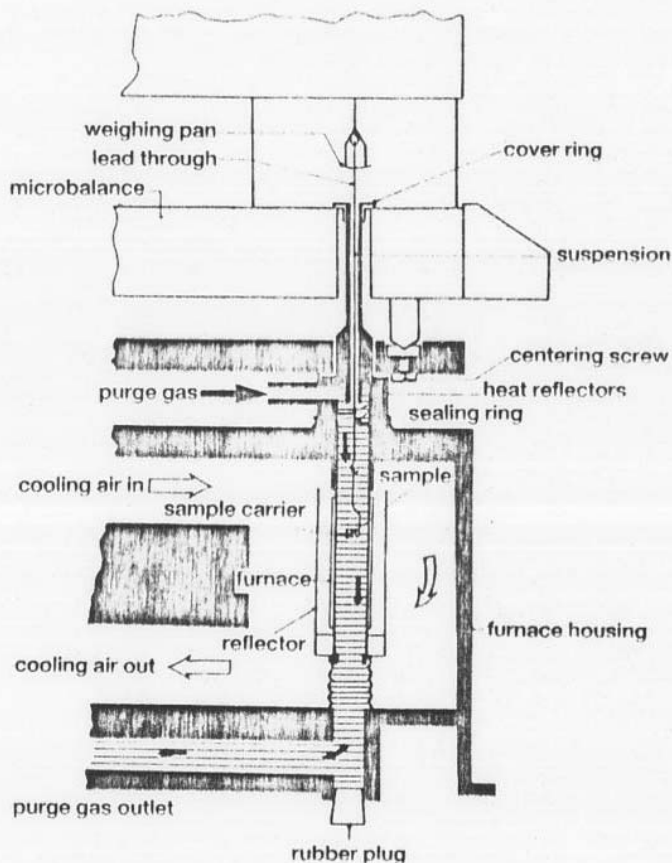 weighing pan
lead through
cover ring
microbalance
suspension
centering screw
purge gas
heat reflectors
sealing ring
cooling air in
sample
sample carrier
furnace
reflector
furnace housing
cooling air out
purge gas outlet
rubber plug